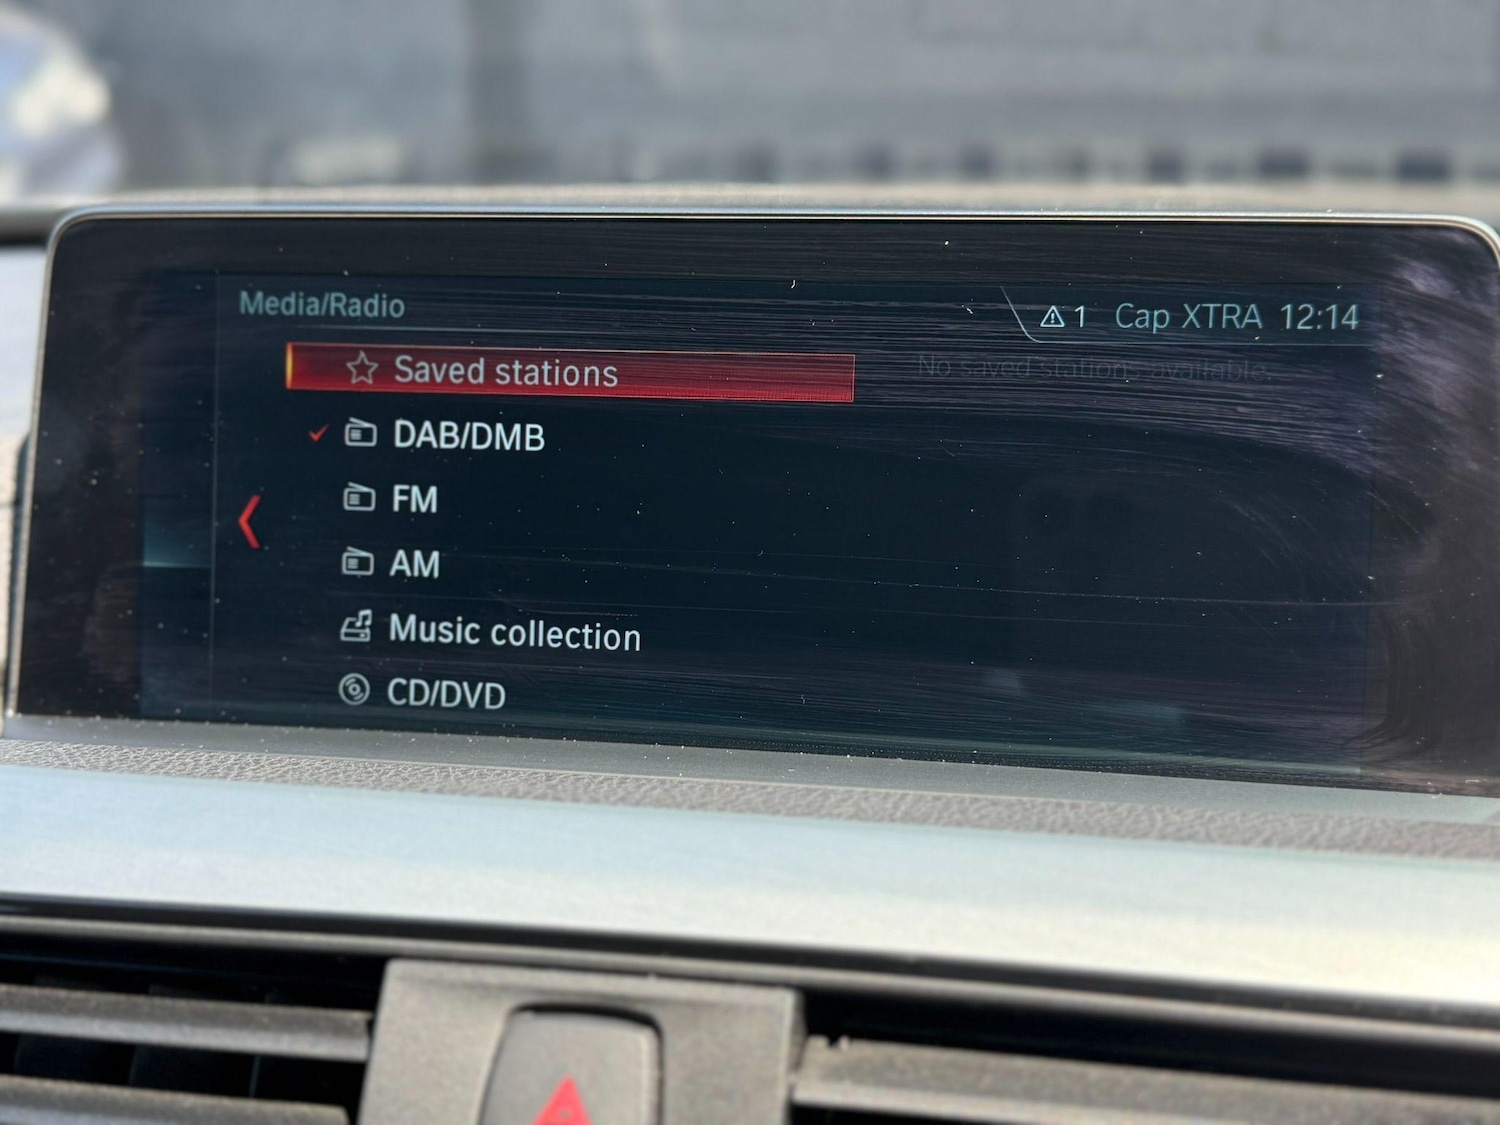 Media/Radio
1 Cap XTRA 12:14
Saved stations
No saved stations available.
DAB/DMB
FM
AM
Music collection
CD/DVD